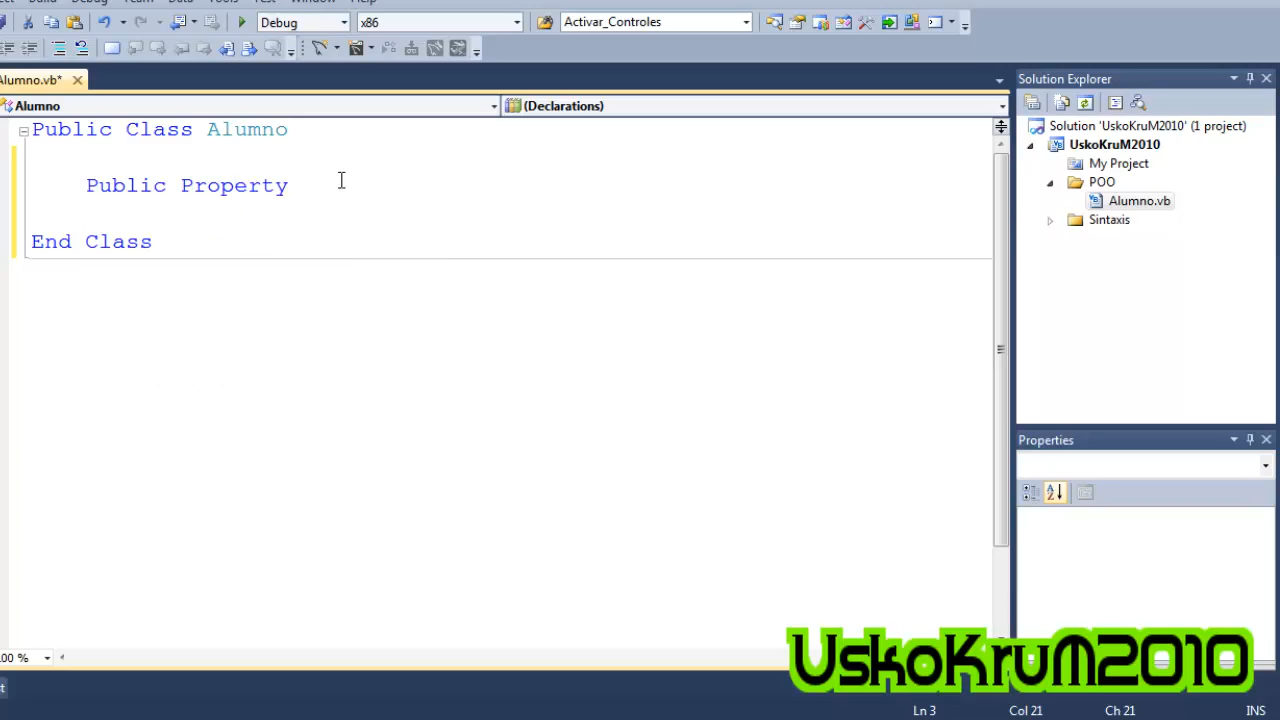 Debug
x86
Activar_Controles
Alumno.vb*
Alumno
(Declarations)
Public Class Alumno
Public Property
End Class
Solution Explorer
Solution 'UskoKruM2010' (1 project)
UskoKruM2010
My Project
POO
Alumno.vb
Sintaxis
Properties
00 %
UskoKruM2010
Ln 3
Col 21
Ch 21
INS